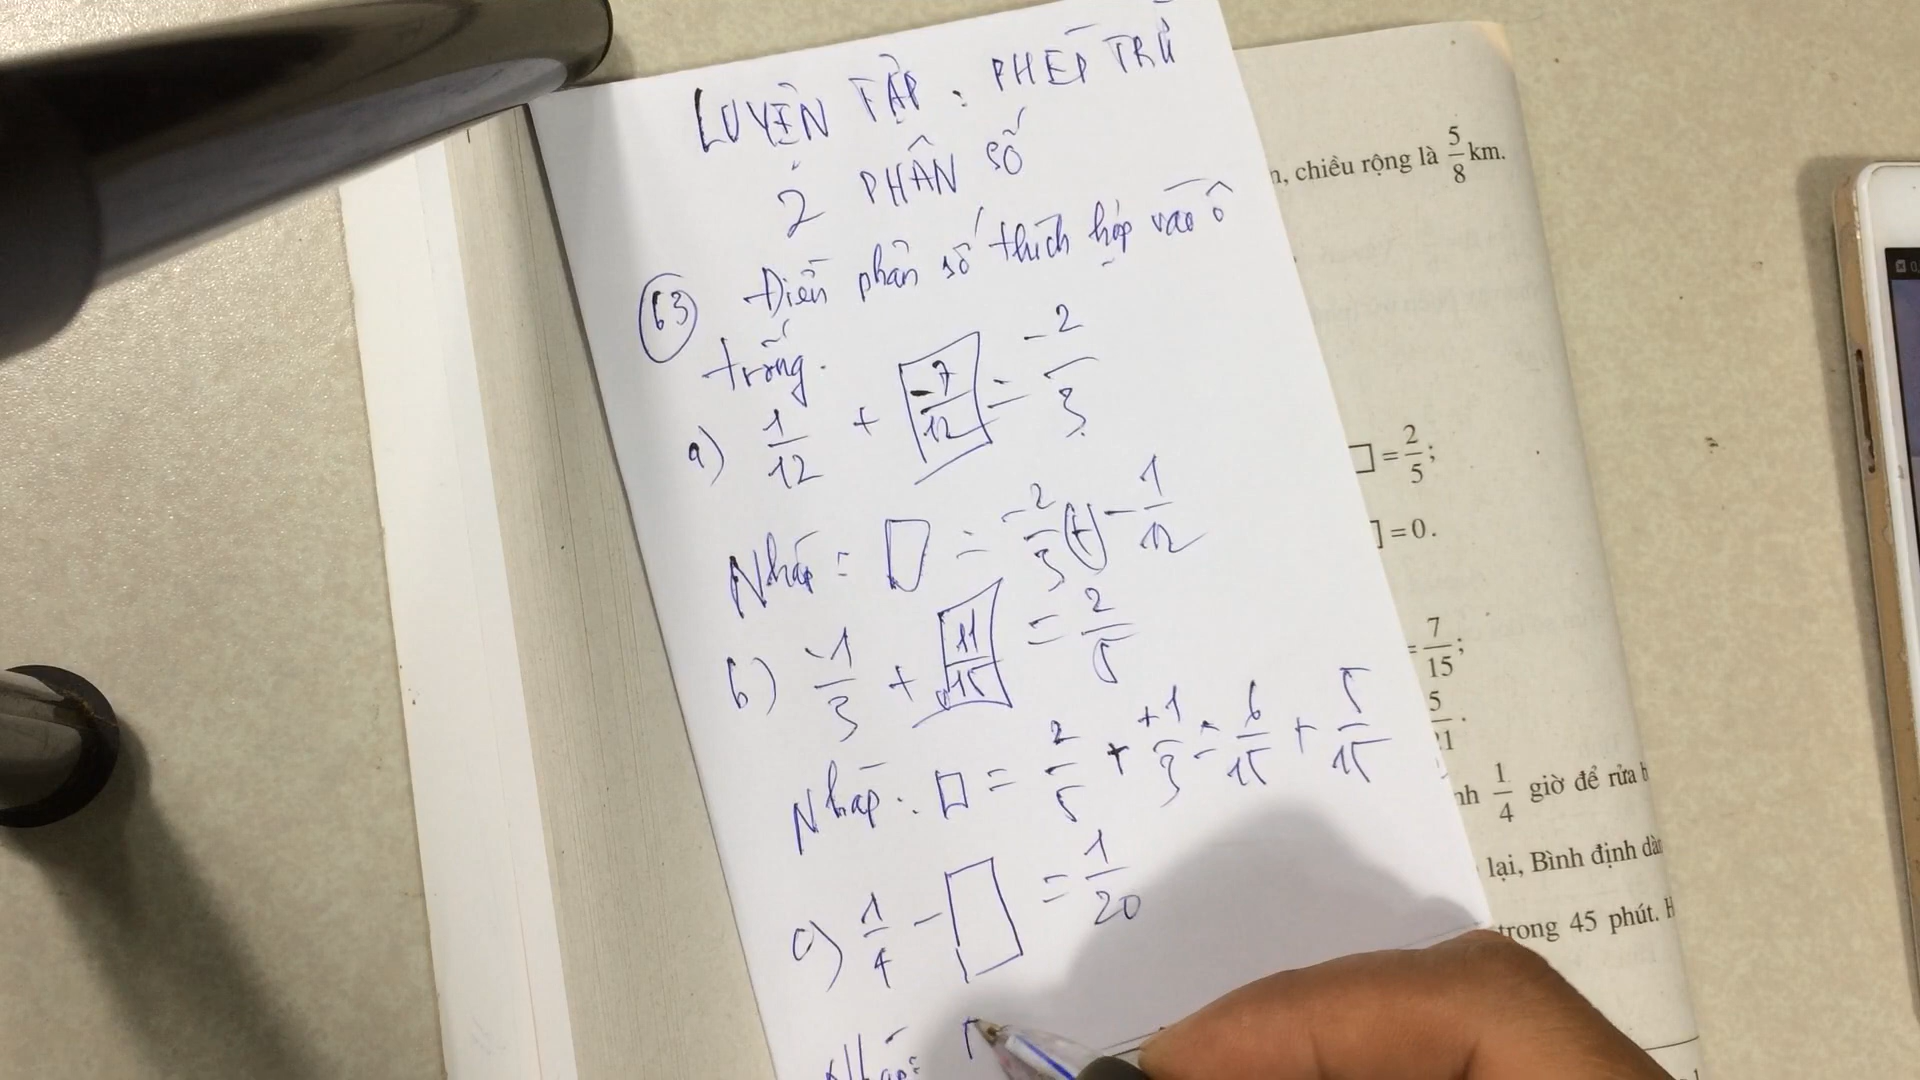 LUYỆN TẬP : PHÉP TRỪ
2 PHÂN SỐ
63 Điền phân số thích hợp vào ô
trống.
a) 1/12 + -7/12 = -2/3
Nháp: □ = -2/3 (+) -1/12
b) -1/3 + 11/15 = 2/5
Nháp: □ = 2/5 + +1/3 = 6/15 + 5/15
c) 1/4 - □ = 1/20
Nháp:
, chiều rộng là 5/8 km.
□ = 2/5;
= 0.
= 7/15;
5
1/4 giờ để rửa
lại, Bình định
trong 45 phút.